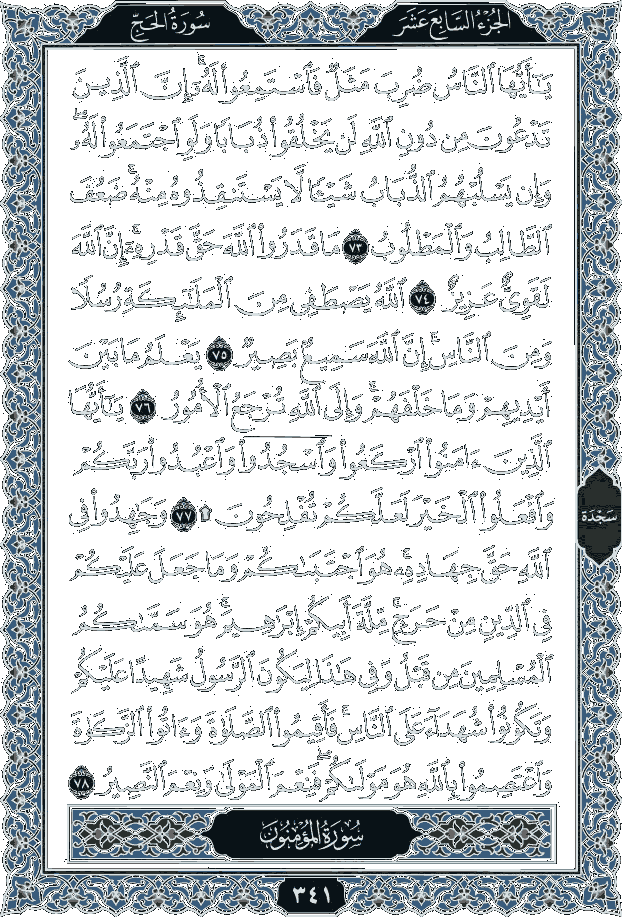 سُورَةُ الحَجِّ
الجُزْءُ السَّابِعَ عَشَرَ
يَـٰٓأَيُّهَا ٱلنَّاسُ ضُرِبَ مَثَلٌ فَٱسْتَمِعُوا۟ لَهُۥٓ ۚ إِنَّ ٱلَّذِينَ
تَدْعُونَ مِن دُونِ ٱللَّهِ لَن يَخْلُقُوا۟ ذُبَابًا وَلَوِ ٱجْتَمَعُوا۟ لَهُۥ ۖ
وَإِن يَسْلُبْهُمُ ٱلذُّبَابُ شَيْـًٔا لَّا يَسْتَنقِذُوهُ مِنْهُ ۚ ضَعُفَ
ٱلطَّالِبُ وَٱلْمَطْلُوبُ ٧٣ مَا قَدَرُوا۟ ٱللَّهَ حَقَّ قَدْرِهِۦٓ ۗ إِنَّ ٱللَّهَ
لَقَوِىٌّ عَزِيزٌ ٧٤ ٱللَّهُ يَصْطَفِى مِنَ ٱلْمَلَـٰٓئِكَةِ رُسُلًا
وَمِنَ ٱلنَّاسِ ۚ إِنَّ ٱللَّهَ سَمِيعٌۢ بَصِيرٌ ٧٥ يَعْلَمُ مَا بَيْنَ
أَيْدِيهِمْ وَمَا خَلْفَهُمْ ۗ وَإِلَى ٱللَّهِ تُرْجَعُ ٱلْأُمُورُ ٧٦ يَـٰٓأَيُّهَا
ٱلَّذِينَ ءَامَنُوا۟ ٱرْكَعُوا۟ وَٱسْجُدُوا۟ وَٱعْبُدُوا۟ رَبَّكُمْ
وَٱفْعَلُوا۟ ٱلْخَيْرَ لَعَلَّكُمْ تُفْلِحُونَ ۩ ٧٧ وَجَـٰهِدُوا۟ فِى
سَجْدَة
ٱللَّهِ حَقَّ جِهَادِهِۦ ۚ هُوَ ٱجْتَبَىٰكُمْ وَمَا جَعَلَ عَلَيْكُمْ
فِى ٱلدِّينِ مِنْ حَرَجٍ ۚ مِّلَّةَ أَبِيكُمْ إِبْرَٰهِيمَ ۚ هُوَ سَمَّىٰكُمُ
ٱلْمُسْلِمِينَ مِن قَبْلُ وَفِى هَـٰذَا لِيَكُونَ ٱلرَّسُولُ شَهِيدًا عَلَيْكُمْ
وَتَكُونُوا۟ شُهَدَآءَ عَلَى ٱلنَّاسِ ۚ فَأَقِيمُوا۟ ٱلصَّلَوٰةَ وَءَاتُوا۟ ٱلزَّكَوٰةَ
وَٱعْتَصِمُوا۟ بِٱللَّهِ هُوَ مَوْلَىٰكُمْ ۖ فَنِعْمَ ٱلْمَوْلَىٰ وَنِعْمَ ٱلنَّصِيرُ ٧٨
سُورَةُ المُؤْمِنُونَ
٣٤١